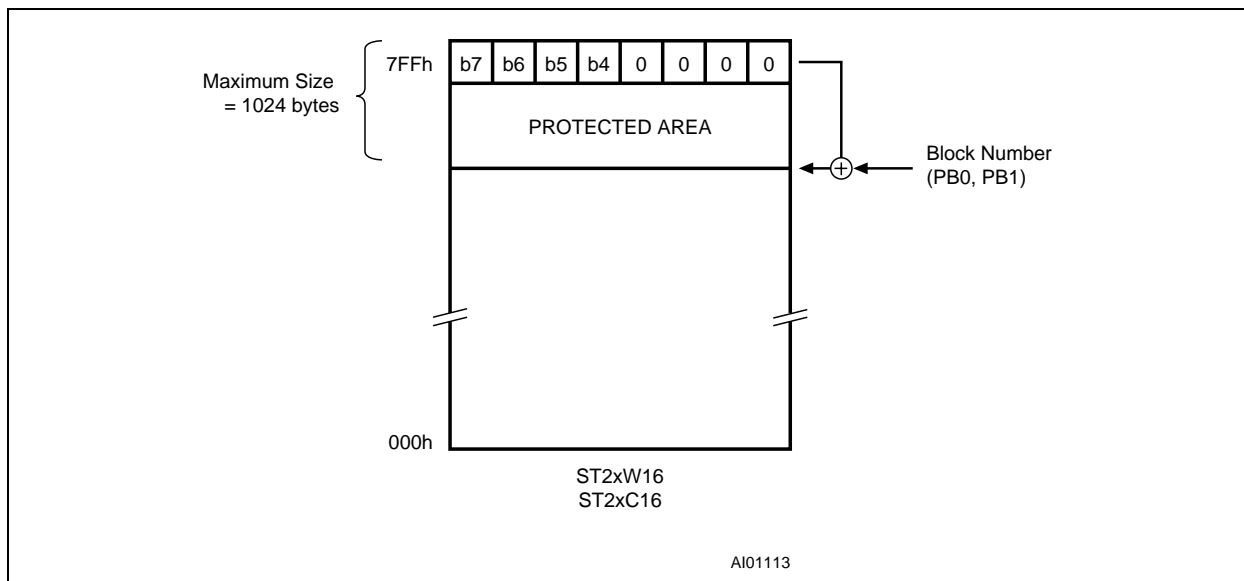 7FFh
b7 b6 b5 b4 0 0 0 0
Maximum Size
= 1024 bytes
PROTECTED AREA
Block Number
(PB0, PB1)
000h
ST2xW16
ST2xC16
AI01113